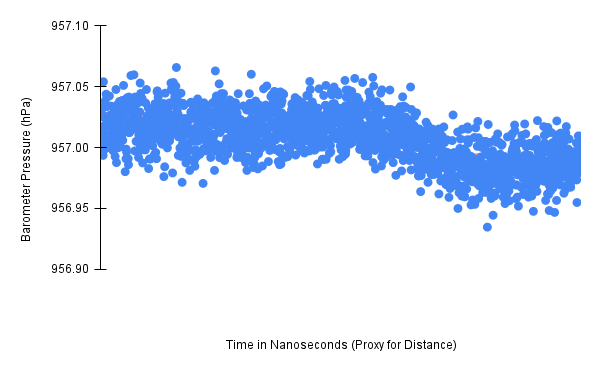 957.10
957.05
957.00
956.95
956.90
Barometer Pressure (hPa)
Time in Nanoseconds (Proxy for Distance)